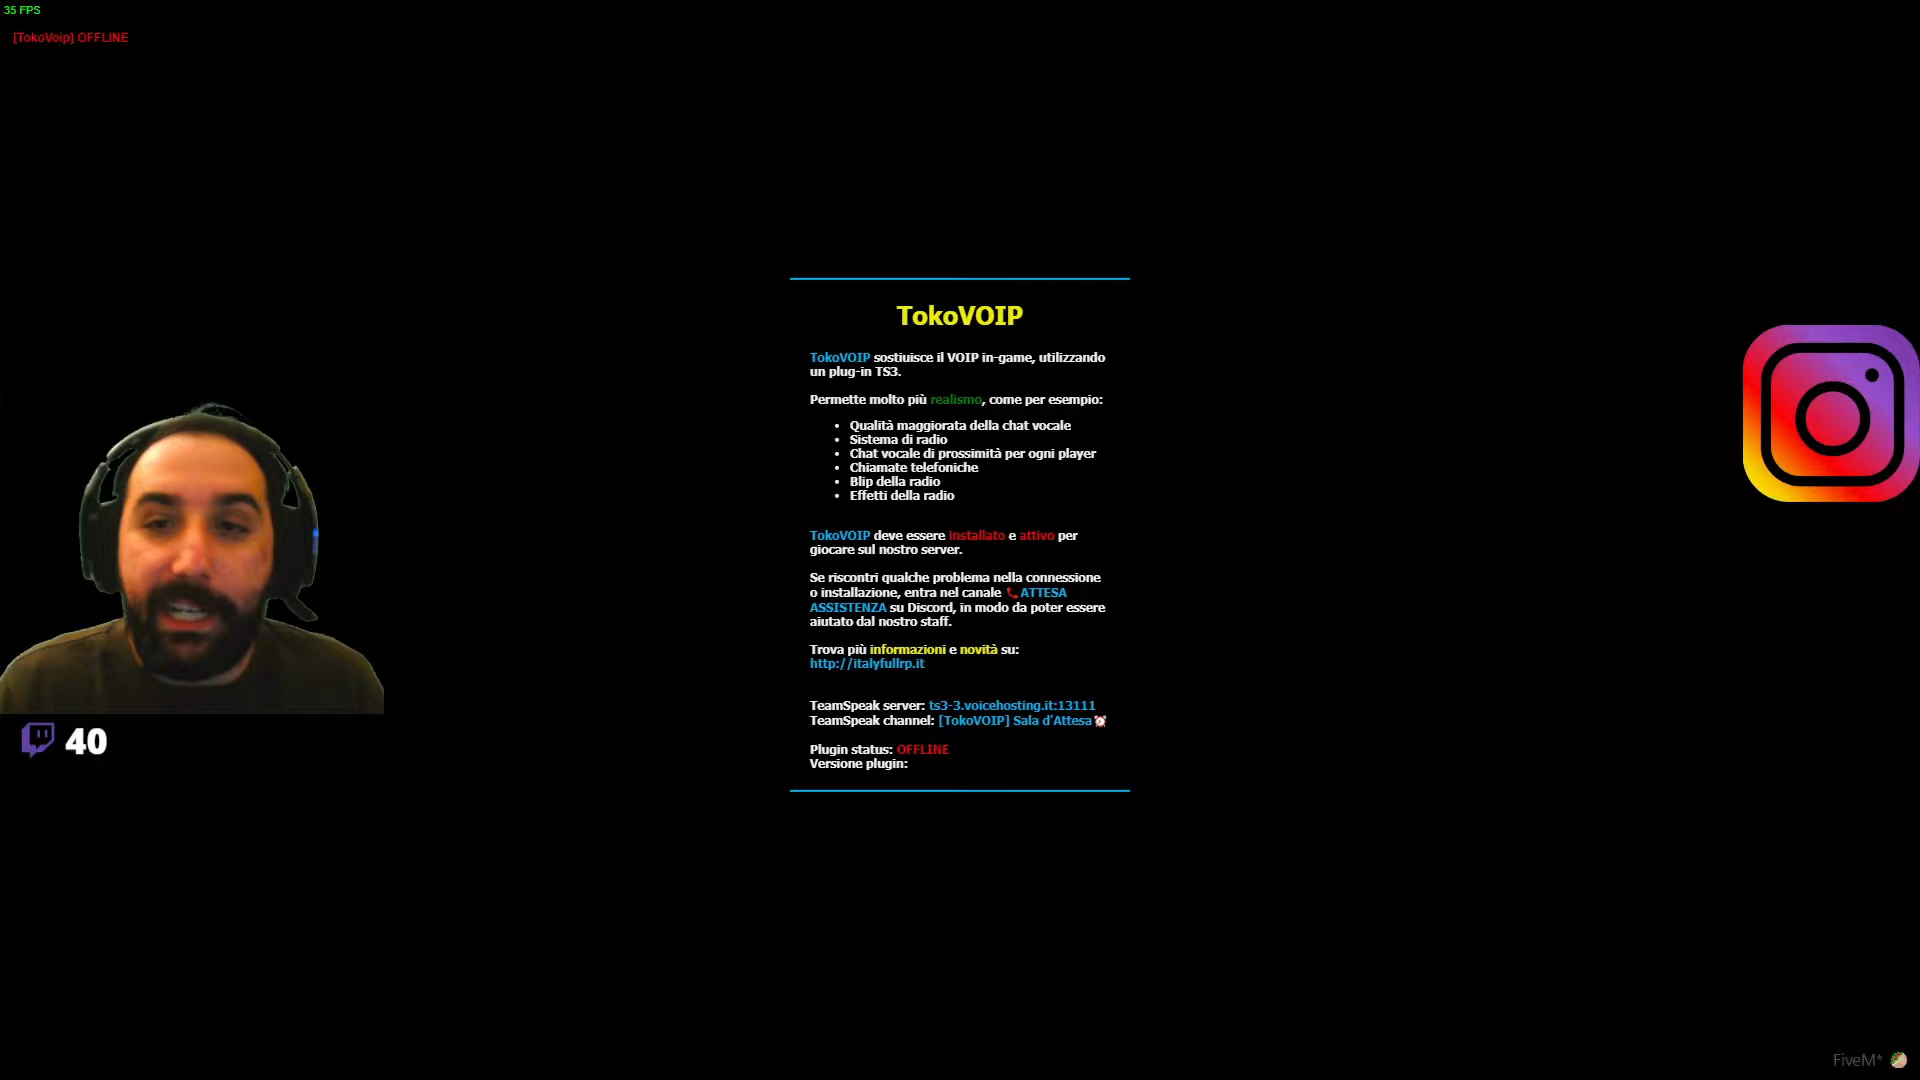 35 FPS
[TokoVoip] OFFLINE
TokoVOIP
TokoVOIP sostiuisce il VOIP in-game, utilizzando
un plug-in TS3.
Permette molto più realismo, come per esempio:
• Qualità maggiorata della chat vocale
• Sistema di radio
• Chat vocale di prossimità per ogni player
• Chiamate telefoniche
• Blip della radio
• Effetti della radio
TokoVOIP deve essere installato e attivo per
giocare sul nostro server.
Se riscontri qualche problema nella connessione
o installazione, entra nel canale 📞ATTESA
ASSISTENZA su Discord, in modo da poter essere
aiutato dal nostro staff.
Trova più informazioni e novità su:
http://italyfullrp.it
TeamSpeak server: ts3-3.voicehosting.it:13111
TeamSpeak channel: [TokoVOIP] Sala d'Attesa⏰
Plugin status: OFFLINE
Versione plugin:
40
FiveM*